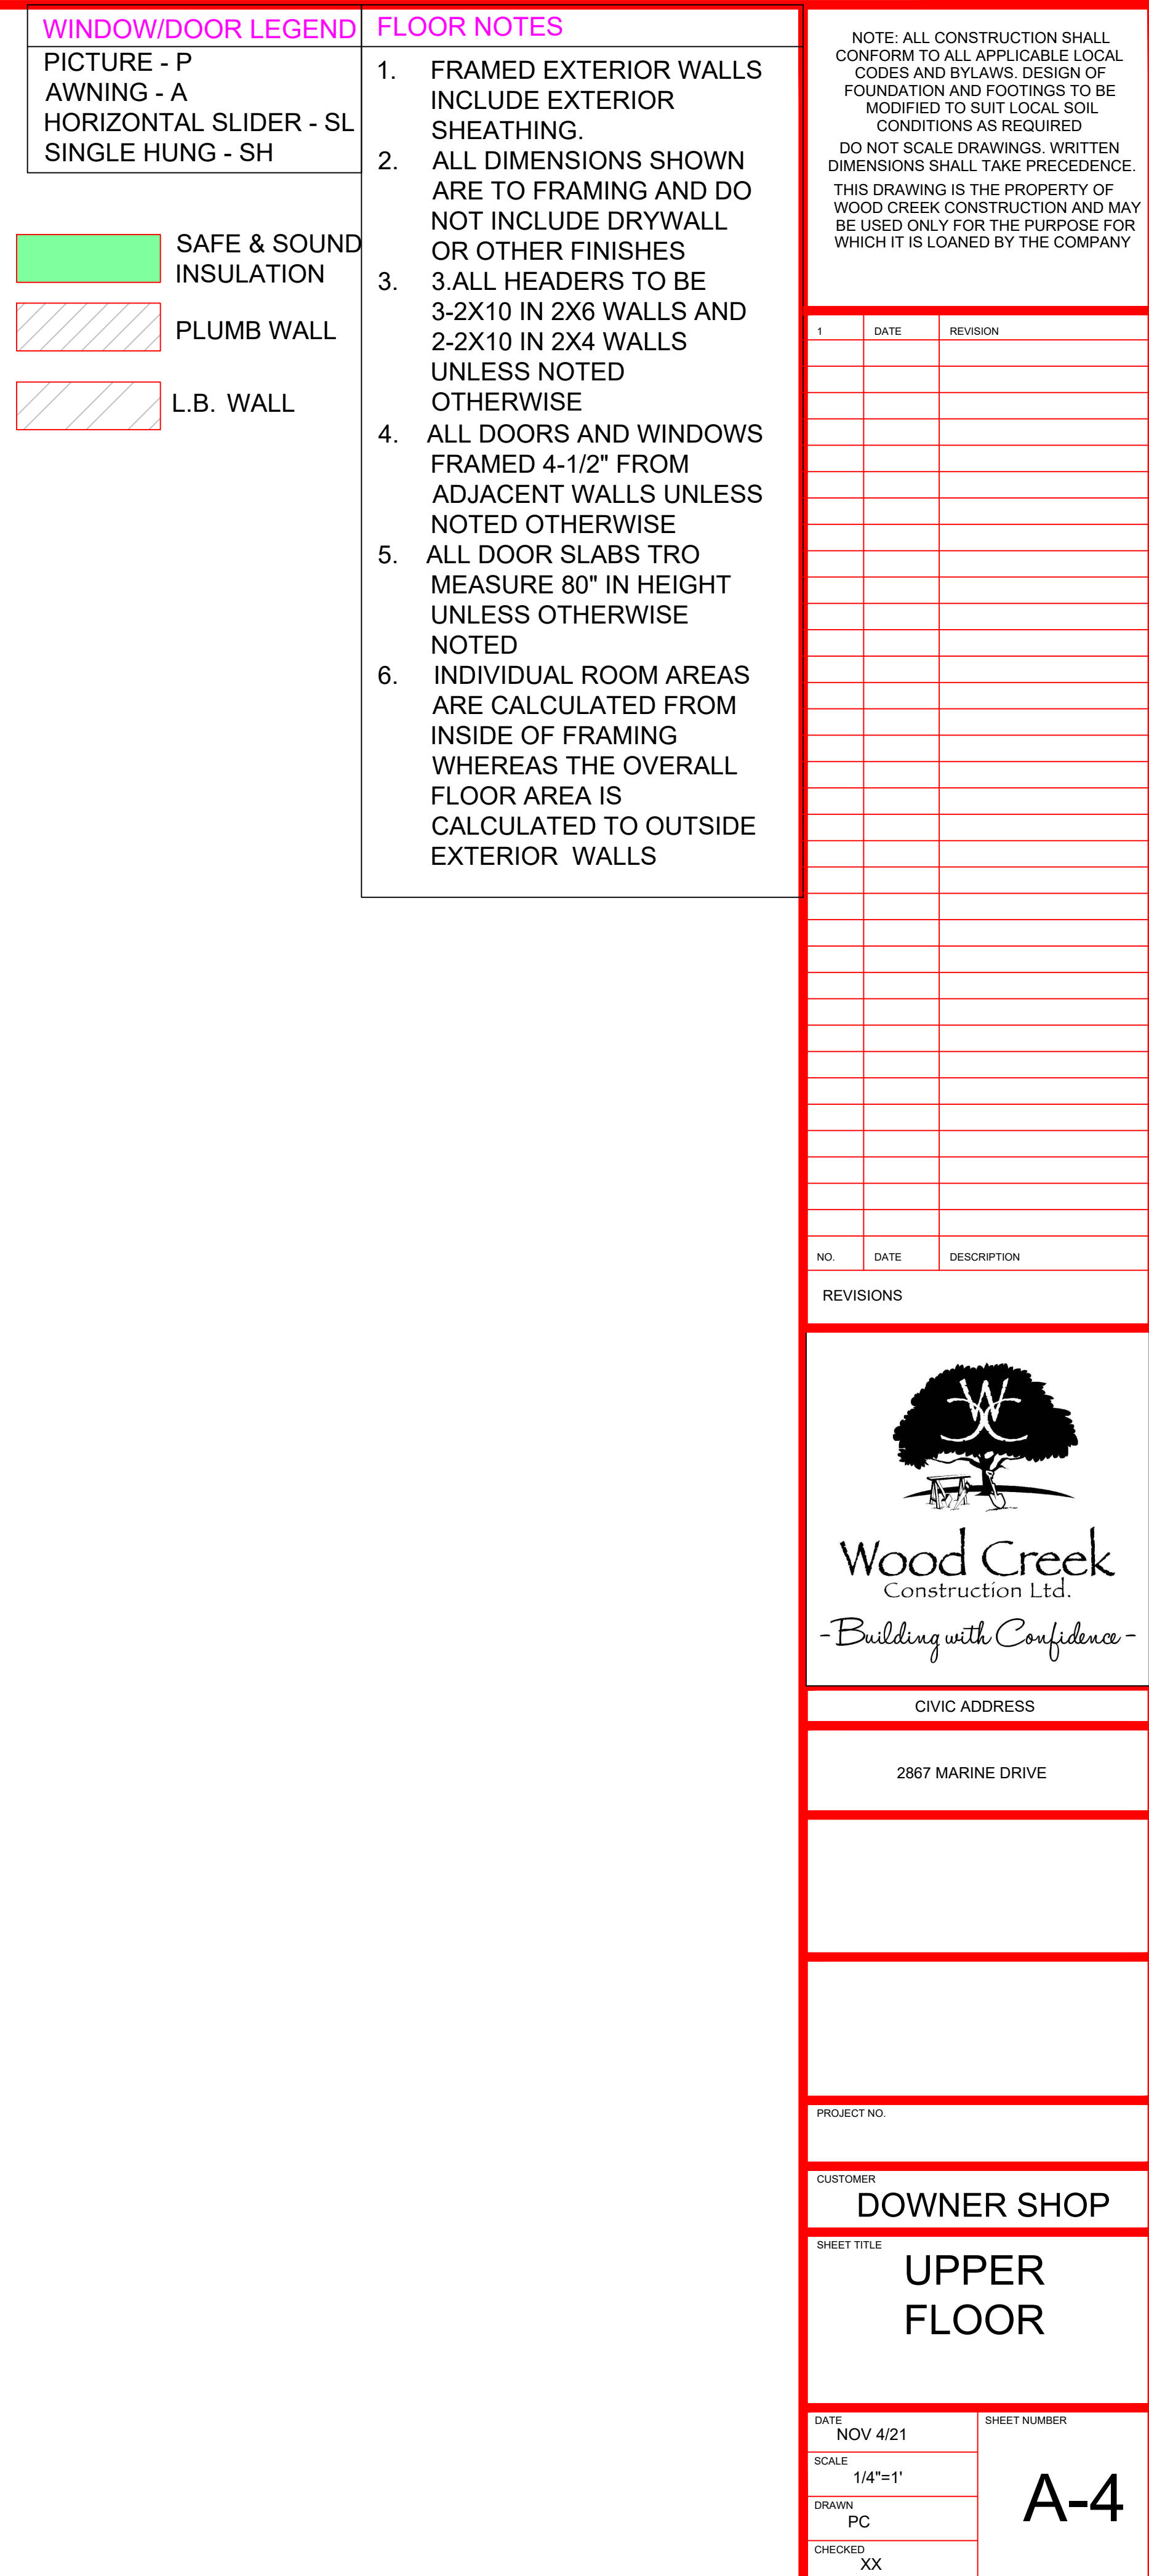 WINDOW/DOOR LEGEND
PICTURE - P
AWNING - A
HORIZONTAL SLIDER - SL
SINGLE HUNG - SH
SAFE & SOUND
INSULATION
PLUMB WALL
L.B. WALL
FLOOR NOTES
1. FRAMED EXTERIOR WALLS
INCLUDE EXTERIOR
SHEATHING.
2. ALL DIMENSIONS SHOWN
ARE TO FRAMING AND DO
NOT INCLUDE DRYWALL
OR OTHER FINISHES
3. 3.ALL HEADERS TO BE
3-2X10 IN 2X6 WALLS AND
2-2X10 IN 2X4 WALLS
UNLESS NOTED
OTHERWISE
4. ALL DOORS AND WINDOWS
FRAMED 4-1/2" FROM
ADJACENT WALLS UNLESS
NOTED OTHERWISE
5. ALL DOOR SLABS TRO
MEASURE 80" IN HEIGHT
UNLESS OTHERWISE
NOTED
6. INDIVIDUAL ROOM AREAS
ARE CALCULATED FROM
INSIDE OF FRAMING
WHEREAS THE OVERALL
FLOOR AREA IS
CALCULATED TO OUTSIDE
EXTERIOR WALLS
NOTE: ALL CONSTRUCTION SHALL
CONFORM TO ALL APPLICABLE LOCAL
CODES AND BYLAWS. DESIGN OF
FOUNDATION AND FOOTINGS TO BE
MODIFIED TO SUIT LOCAL SOIL
CONDITIONS AS REQUIRED
DO NOT SCALE DRAWINGS. WRITTEN
DIMENSIONS SHALL TAKE PRECEDENCE.
THIS DRAWING IS THE PROPERTY OF
WOOD CREEK CONSTRUCTION AND MAY
BE USED ONLY FOR THE PURPOSE FOR
WHICH IT IS LOANED BY THE COMPANY
1 DATE REVISION
NO. DATE DESCRIPTION
REVISIONS
WC
Wood Creek
Construction Ltd.
- Building with Confidence -
CIVIC ADDRESS
2867 MARINE DRIVE
PROJECT NO.
CUSTOMER
DOWNER SHOP
SHEET TITLE
UPPER
FLOOR
DATE
NOV 4/21
SCALE
1/4"=1'
DRAWN
PC
CHECKED
XX
SHEET NUMBER
A-4